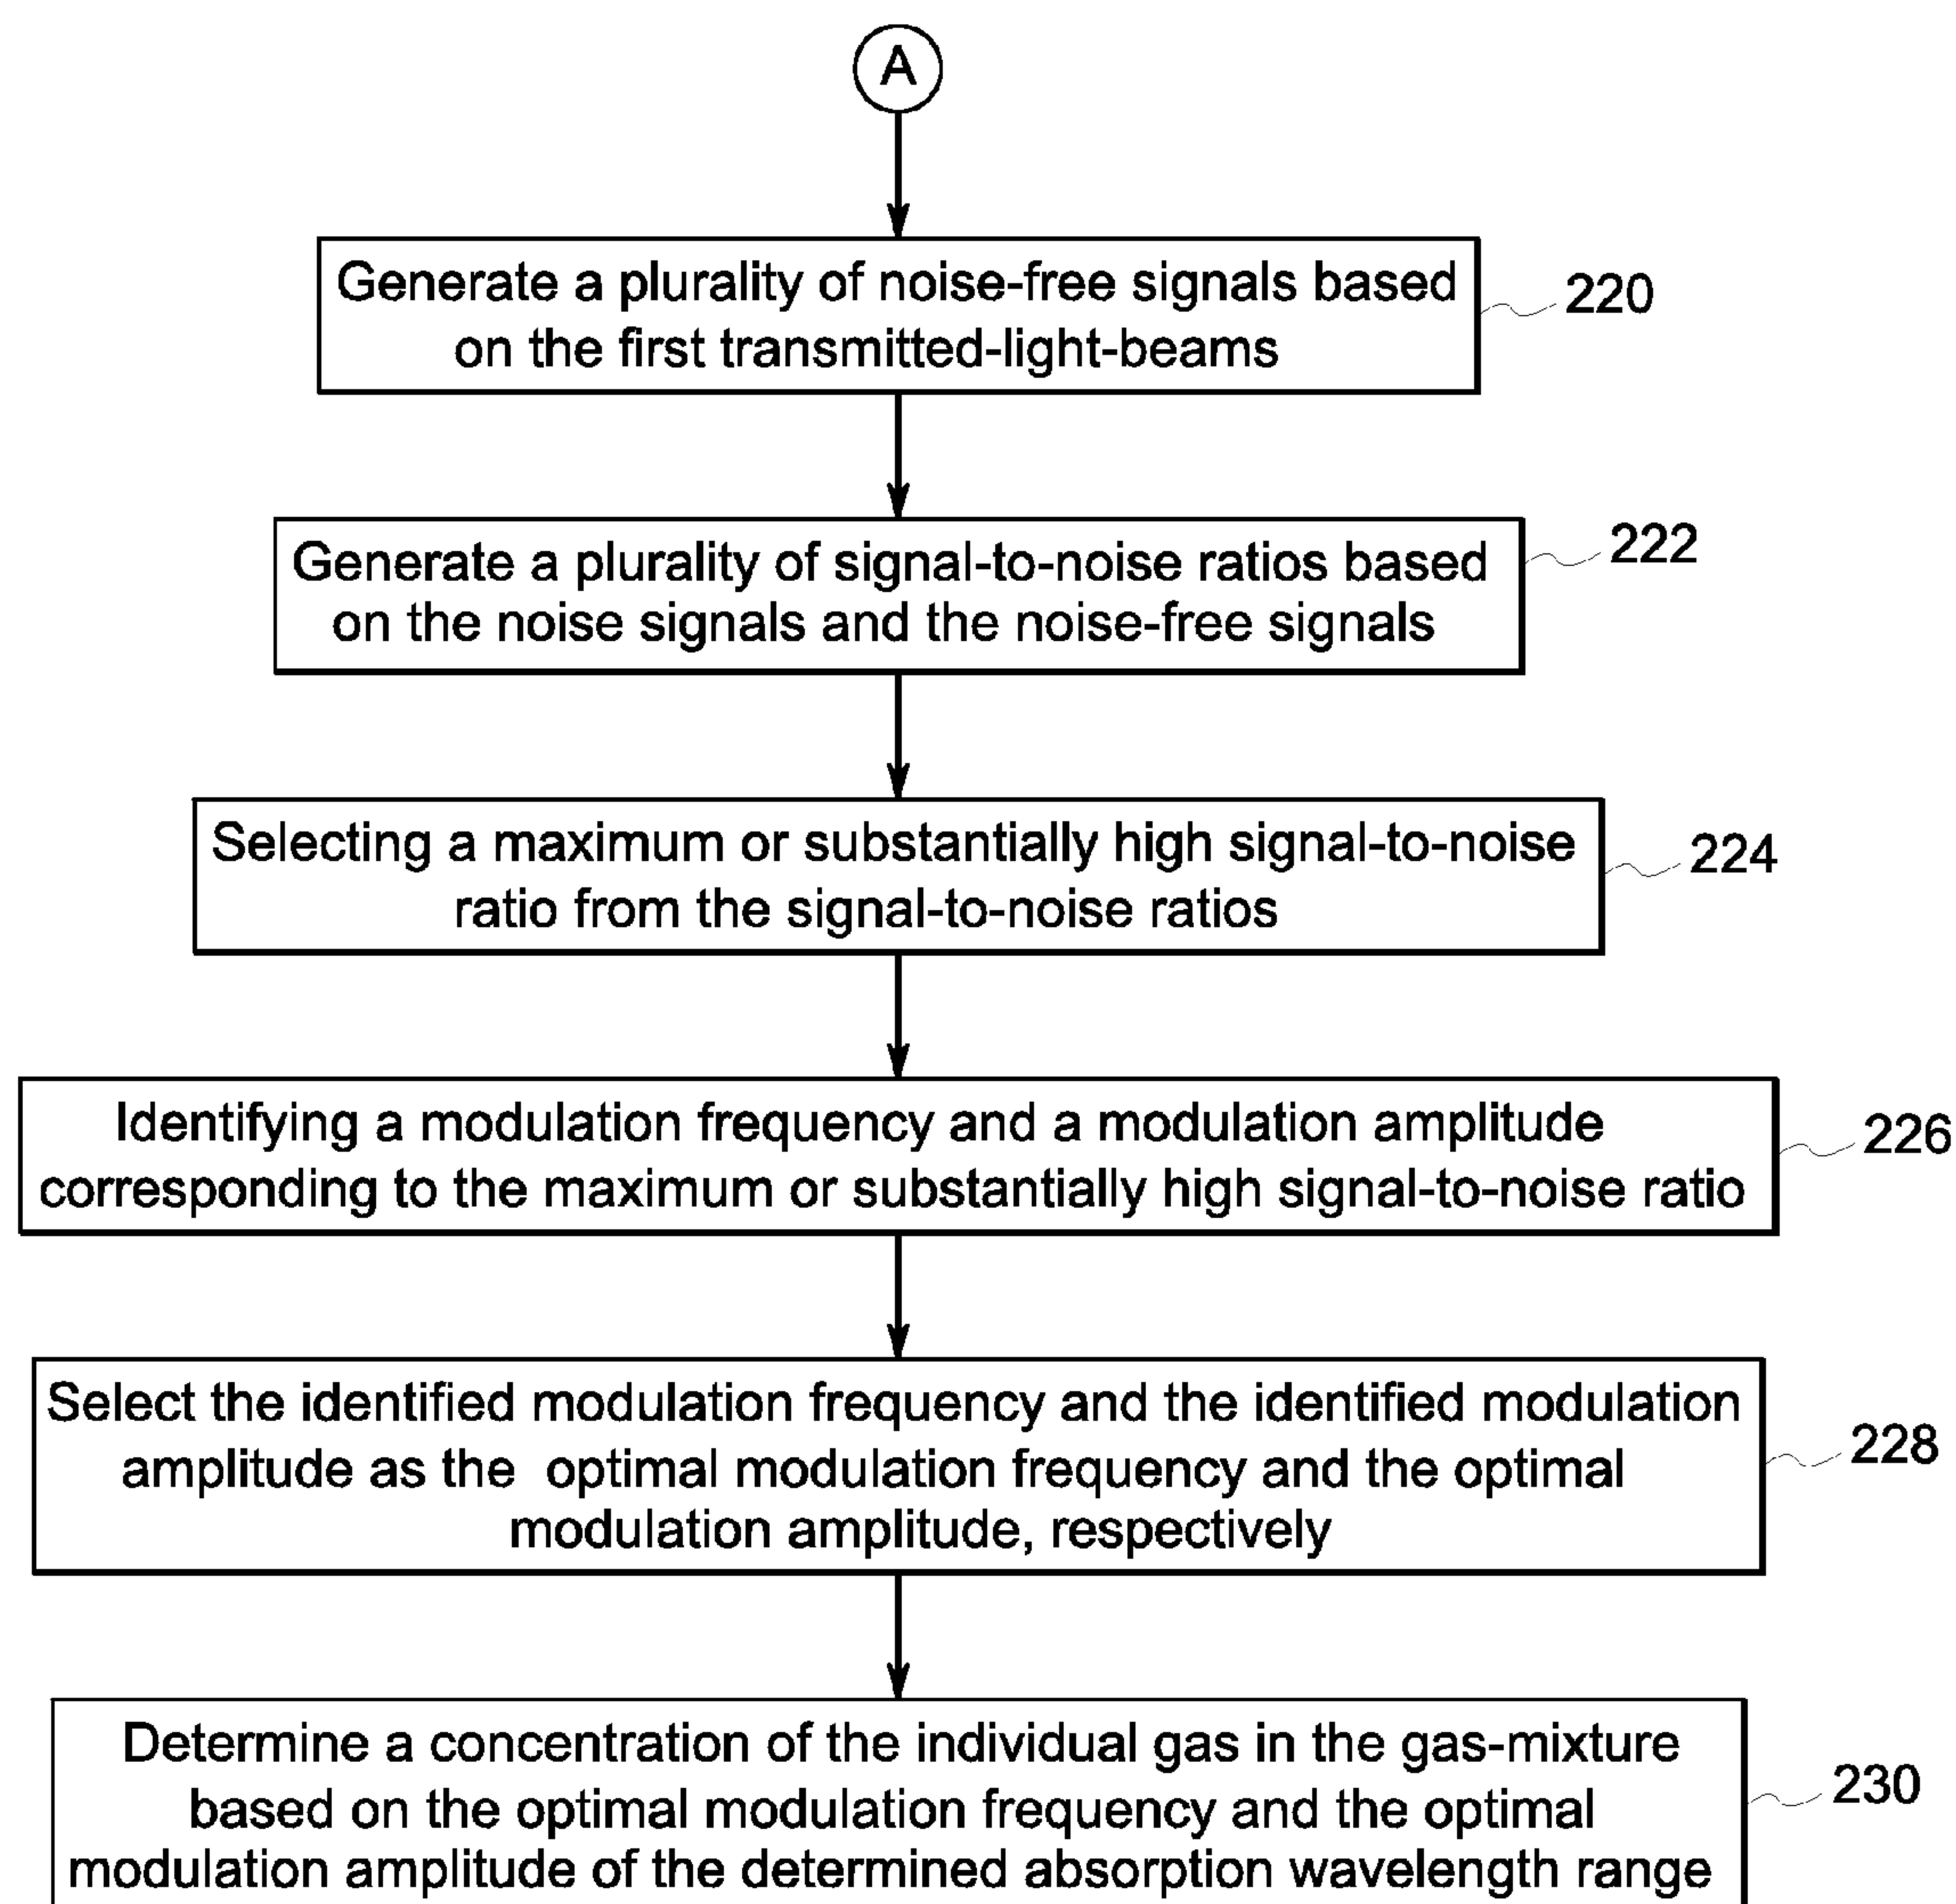 A
Generate a plurality of noise-free signals based
on the first transmitted-light-beams
220
Generate a plurality of signal-to-noise ratios based
on the noise signals and the noise-free signals
222
Selecting a maximum or substantially high signal-to-noise
ratio from the signal-to-noise ratios
224
Identifying a modulation frequency and a modulation amplitude
corresponding to the maximum or substantially high signal-to-noise ratio
226
Select the identified modulation frequency and the identified modulation
amplitude as the optimal modulation frequency and the optimal
modulation amplitude, respectively
228
Determine a concentration of the individual gas in the gas-mixture
based on the optimal modulation frequency and the optimal
modulation amplitude of the determined absorption wavelength range
230